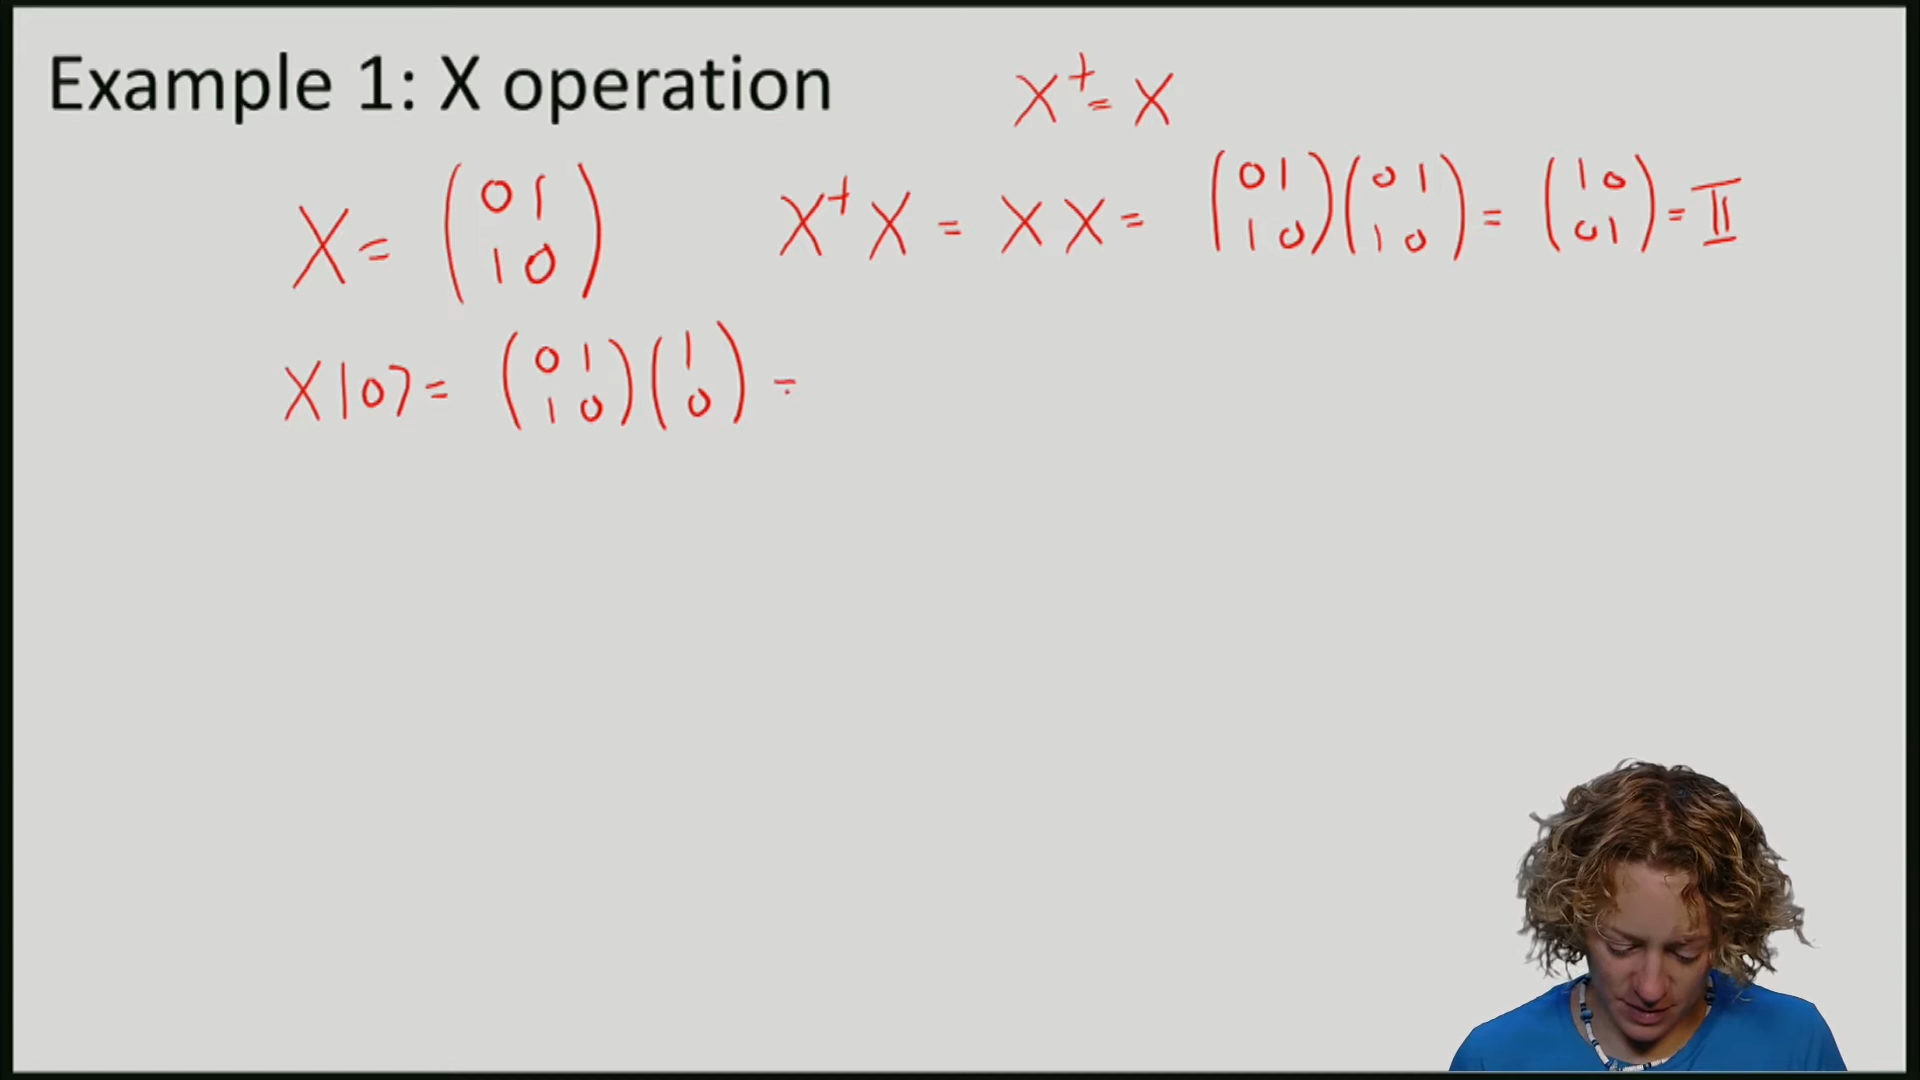 Example 1: X operation
X† = X
X = (0 1
1 0)
X†X = XX = (0 1
1 0)(0 1
1 0) = (1 0
0 1) = 𝕀
X|0⟩ = (0 1
1 0)(1
0) =